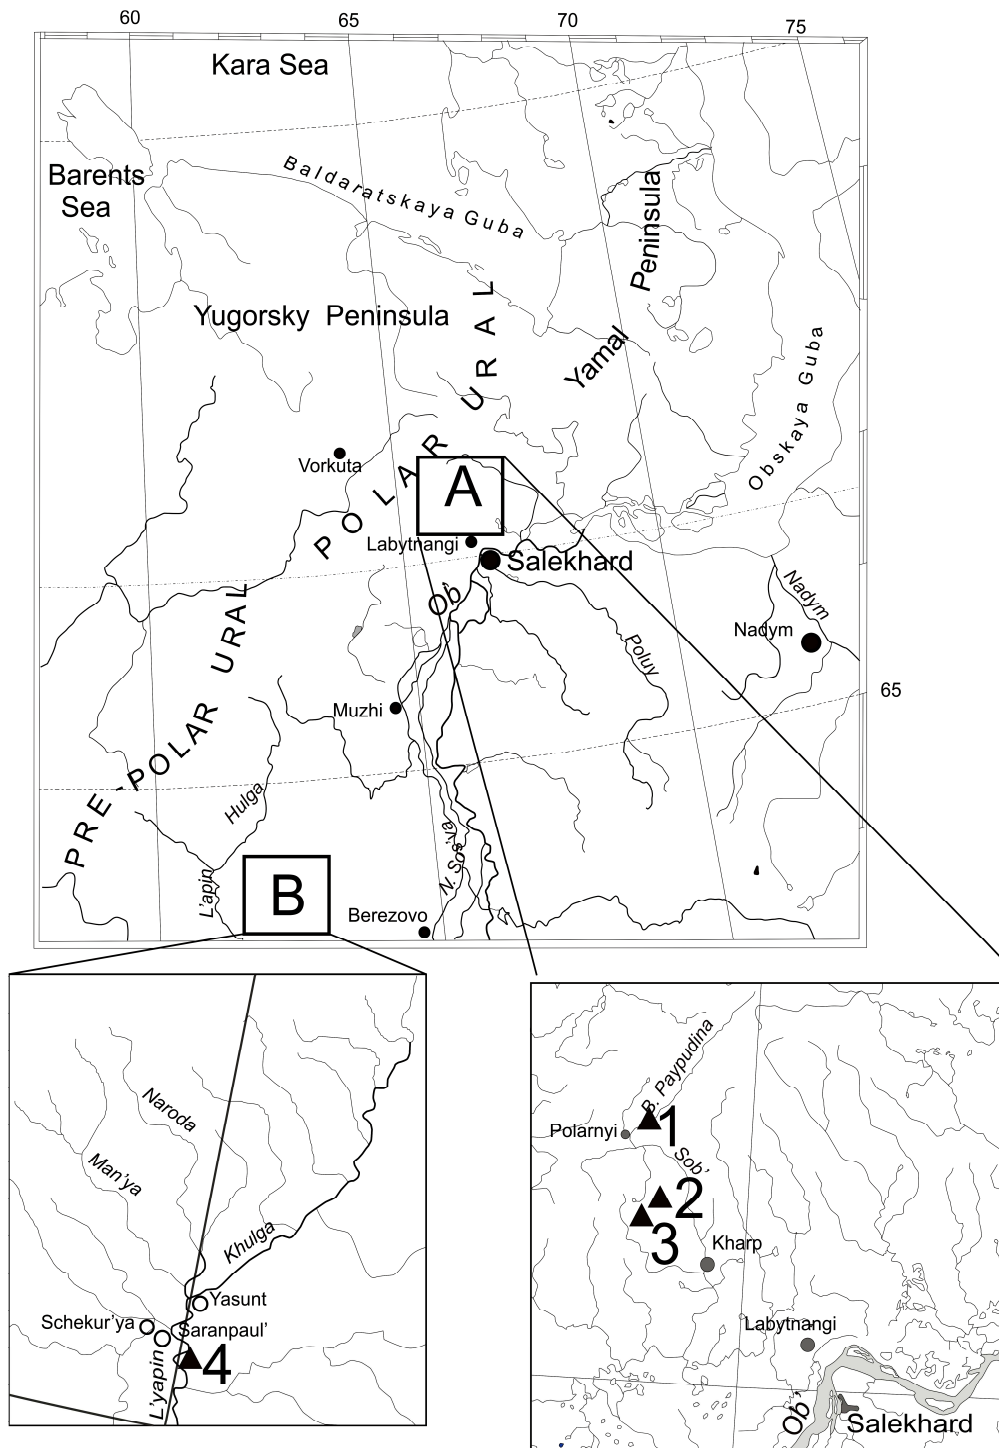 60
65
70
75
Kara Sea
Barents
Sea
Baldaratskaya Guba
Peninsula
Yamal
Yugorsky Peninsula
POLAR URAL
Obskaya Guba
Vorkuta
A
Labytnangi
Salekhard
Ob'
Nadym
Nadym
Poluy
65
Muzhi
PRE-POLAR URAL
Hulga
L'apin
N. Sos'va
B
Berezovo
Naroda
Man'ya
Khulga
Yasunt
Schekur'ya
Saranpaul'
L'yapin
4
B. Paypudina
Polarnyi
1
Sob'
2
3
Kharp
Labytnangi
Ob'
Salekhard